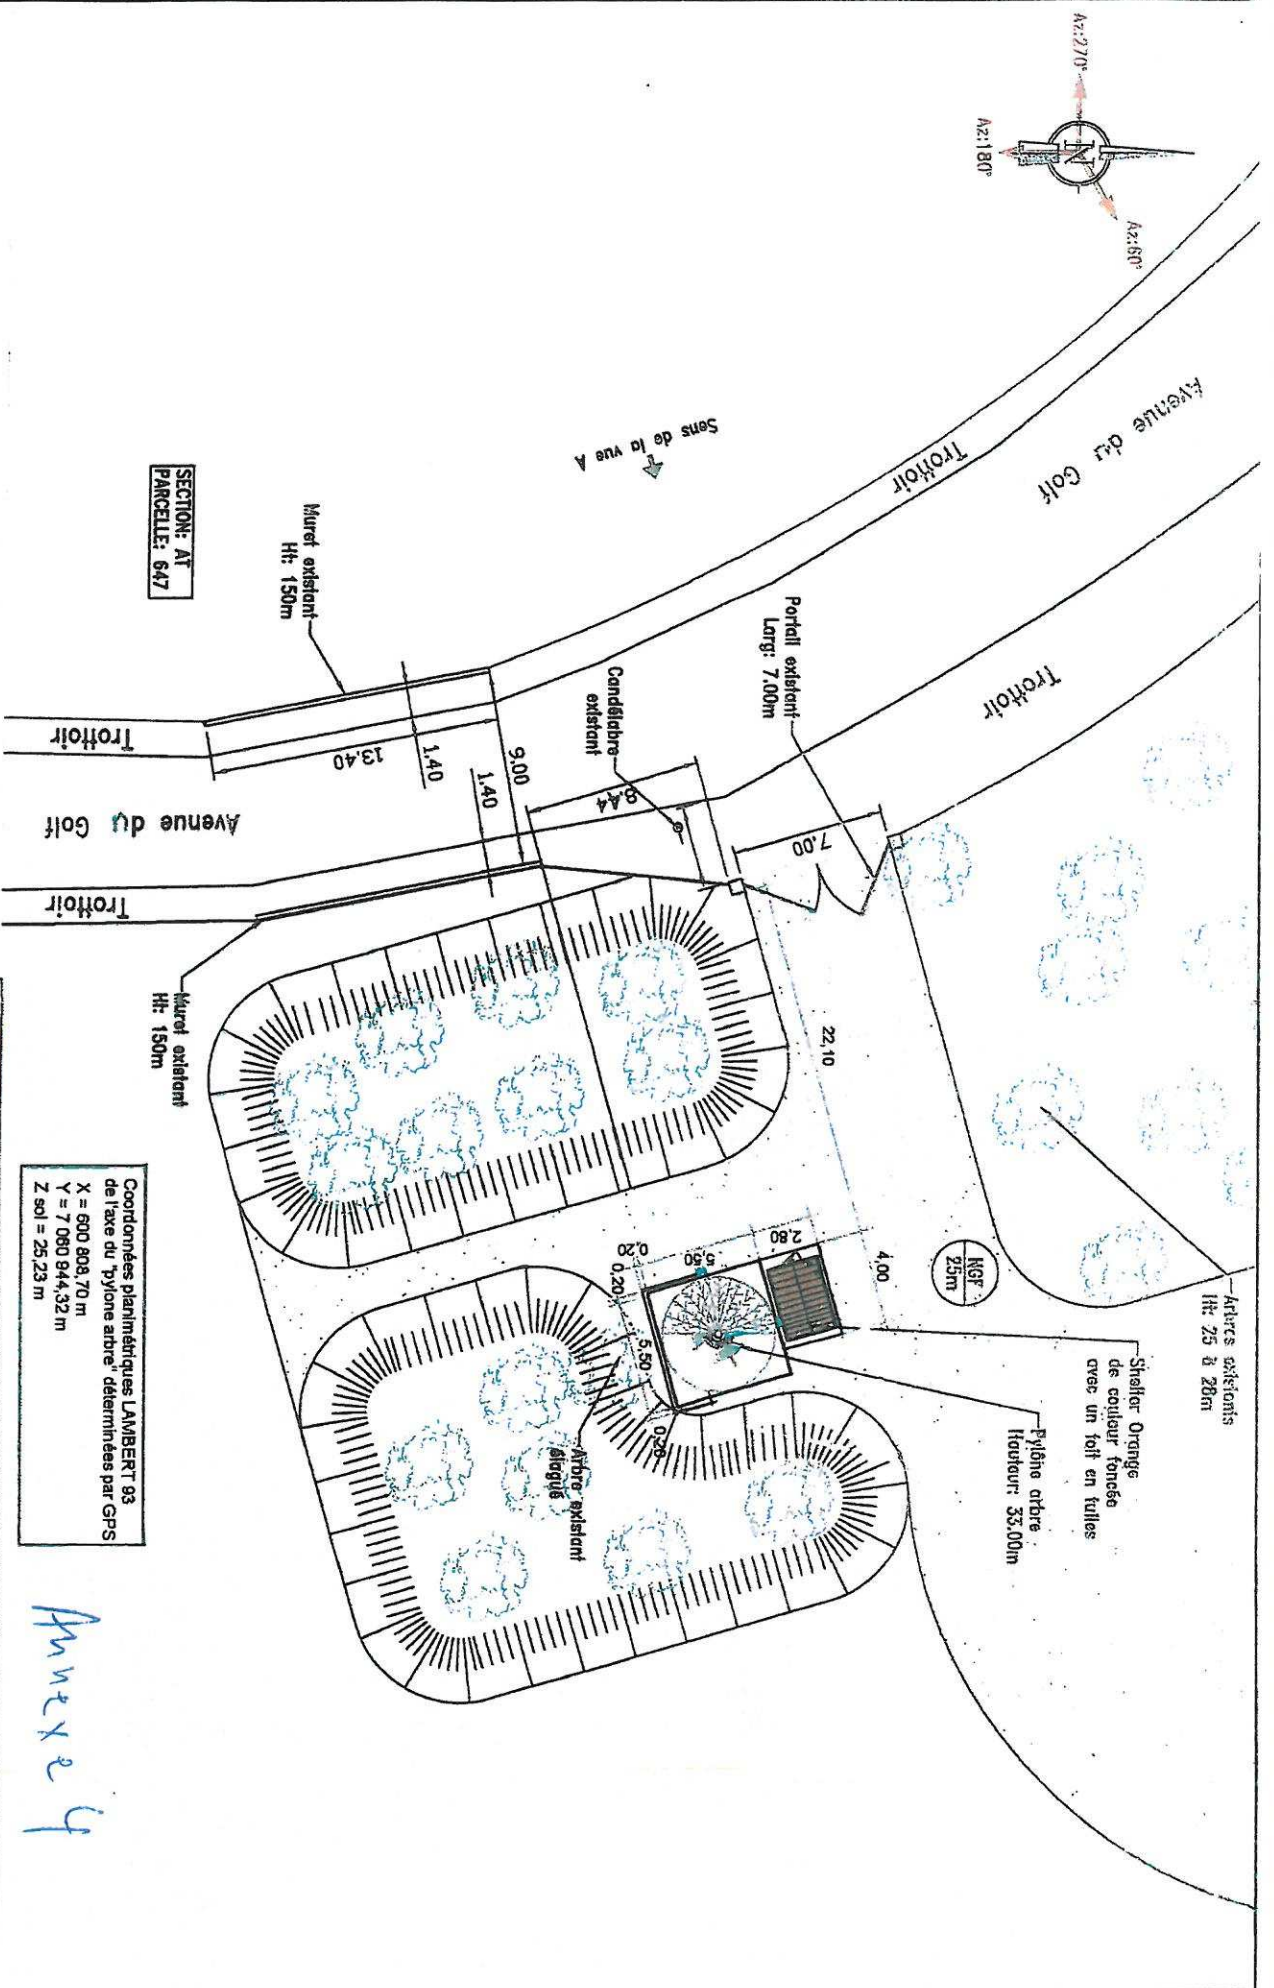 Az:270°
Az:180°
Az:60°
Avenue du Golf
Trottoir
Trottoir
Sens de la vue A
SECTION: AT
PARCELLE: 647
Muret existant
Ht: 150m
Portail existant
Larg: 7.00m
Candélabre
existant
Trottoir
13.40
1.40
9.00
1.40
8.44
7.00
Avenue du Golf
Trottoir
Muret existant
Ht: 150m
22,10
4,00
2,80
5,50
0,20
0,20
5,50
0,20
NGF
25m
Arbres existants
Ht: 25 à 28m
Shelter Orange
de couleur foncée
avec un toit en tuiles
Pylône arbre
Hauteur: 33.00m
Arbre existant
élagué
Coordonnées planimétriques LAMBERT 93
de l'axe du "pylone arbre" déterminées par GPS
X = 600 808,70 m
Y = 7 060 944,32 m
Z sol = 25,23 m
Annexe 4